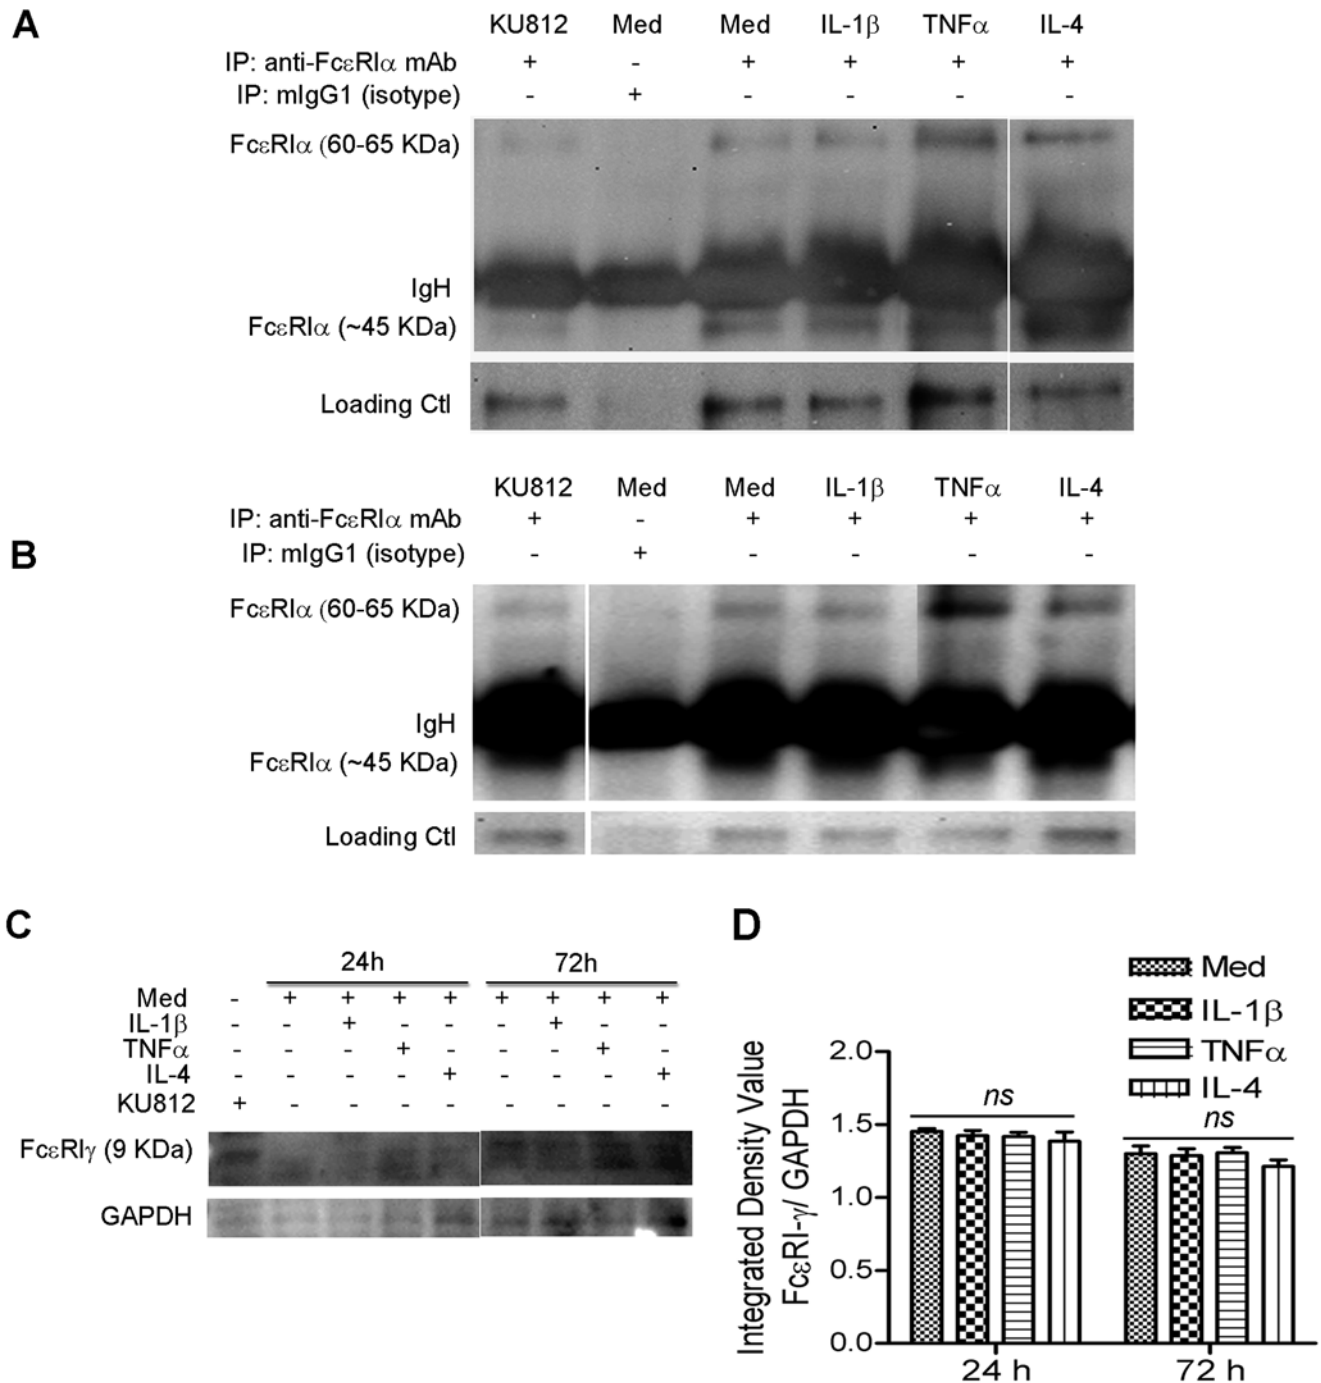 A
KU812 Med Med IL-1β TNFα IL-4
IP: anti-FcεRIα mAb + - + + + +
IP: mIgG1 (isotype) - + - - - -
FcεRIα (60-65 KDa)
IgH
FcεRIα (~45 KDa)
Loading Ctl
B
KU812 Med Med IL-1β TNFα IL-4
IP: anti-FcεRIα mAb + - + + + +
IP: mIgG1 (isotype) - + - - - -
FcεRIα (60-65 KDa)
IgH
FcεRIα (~45 KDa)
Loading Ctl
C
24h 72h
Med - + + + + + + + +
IL-1β - - + - - - + - -
TNFα - - - + - - - + -
IL-4 - - - - + - - - +
KU812 + - - - - - - - -
FcεRIγ (9 KDa)
GAPDH
D
Med
IL-1β
TNFα
IL-4
Integrated Density Value
FcεRI-γ/ GAPDH
2.0
1.5
1.0
0.5
0.0
ns
ns
24 h 72 h